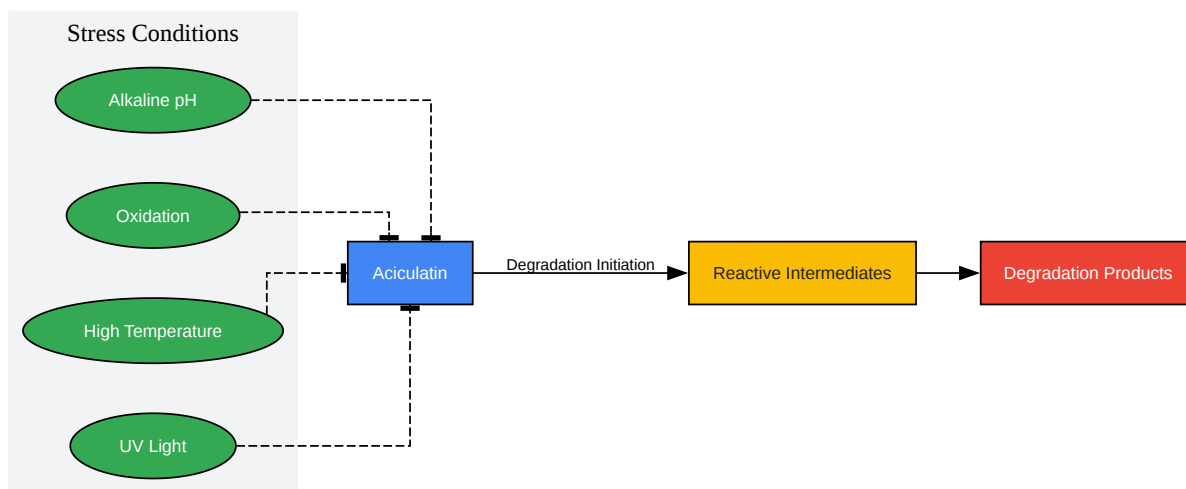 Stress Conditions
Alkaline pH
Oxidation
High Temperature
UV Light
Aciculatin
Degradation Initiation
Reactive Intermediates
Degradation Products